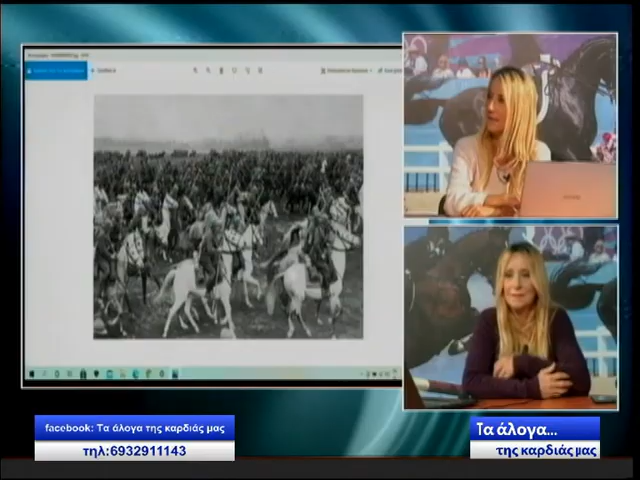 facebook: Τα άλογα της καρδιάς μας
τηλ:6932911143
Τα άλογα...
της καρδιάς μας